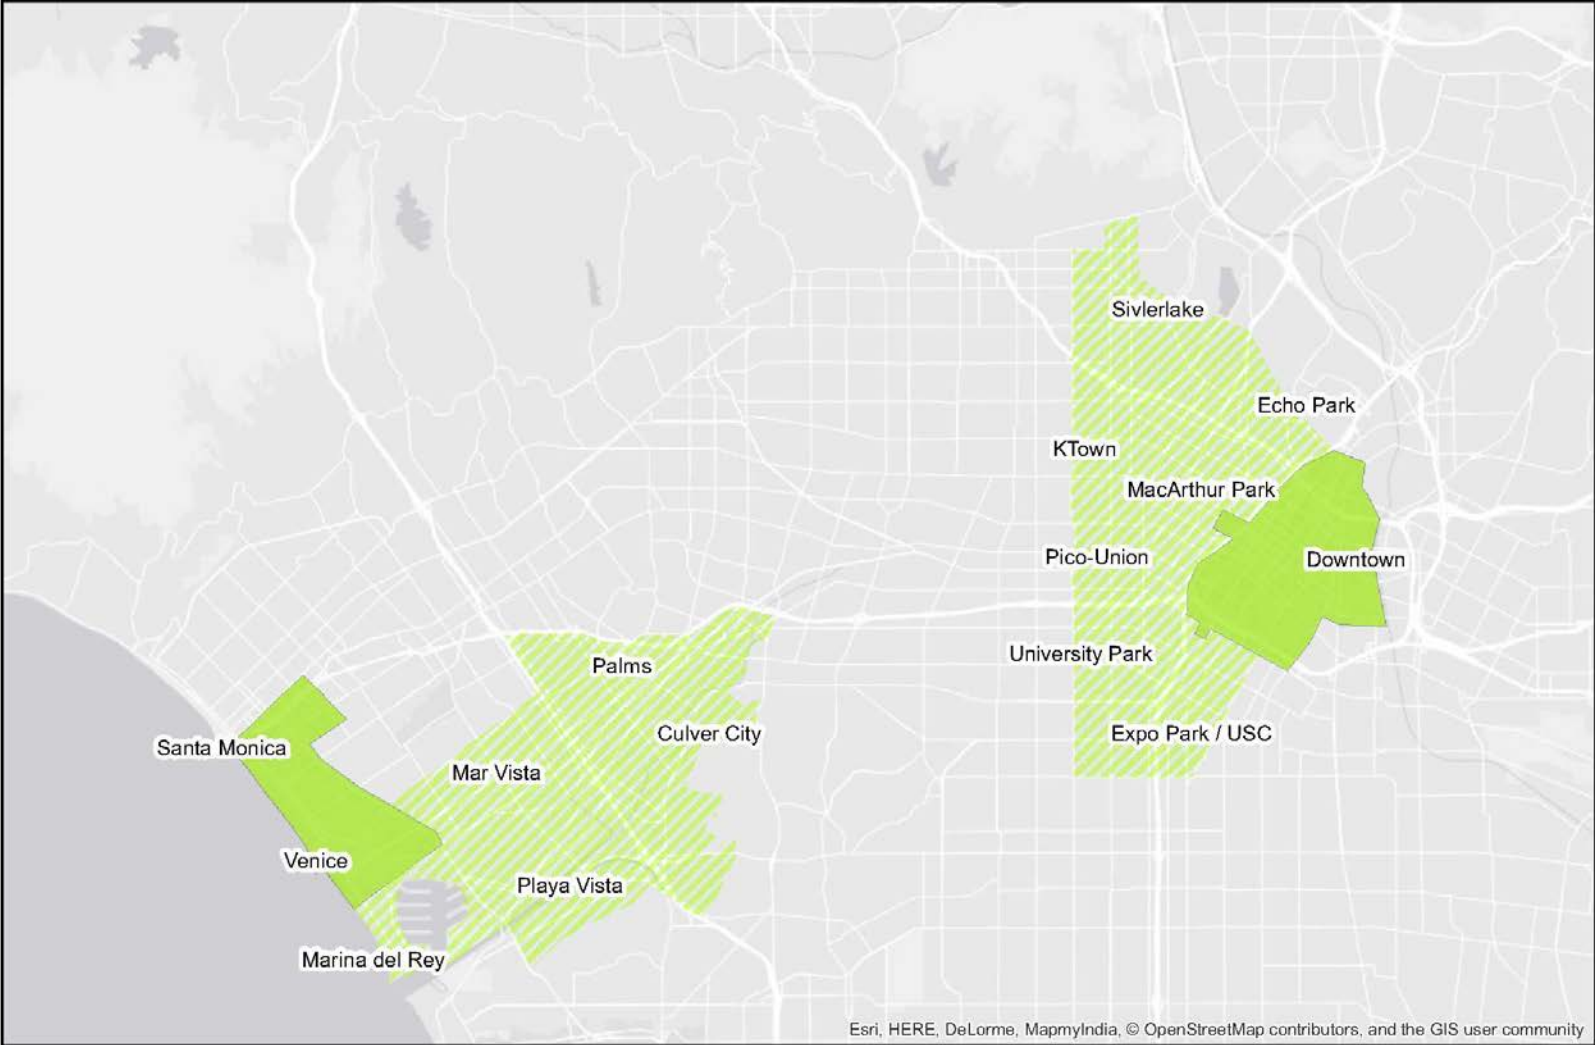 Sivlerlake
Echo Park
KTown
MacArthur Park
Pico-Union
Downtown
University Park
Palms
Expo Park / USC
Culver City
Santa Monica
Mar Vista
Venice
Playa Vista
Marina del Rey
Esri, HERE, DeLorme, MapmyIndia, © OpenStreetMap contributors, and the GIS user community